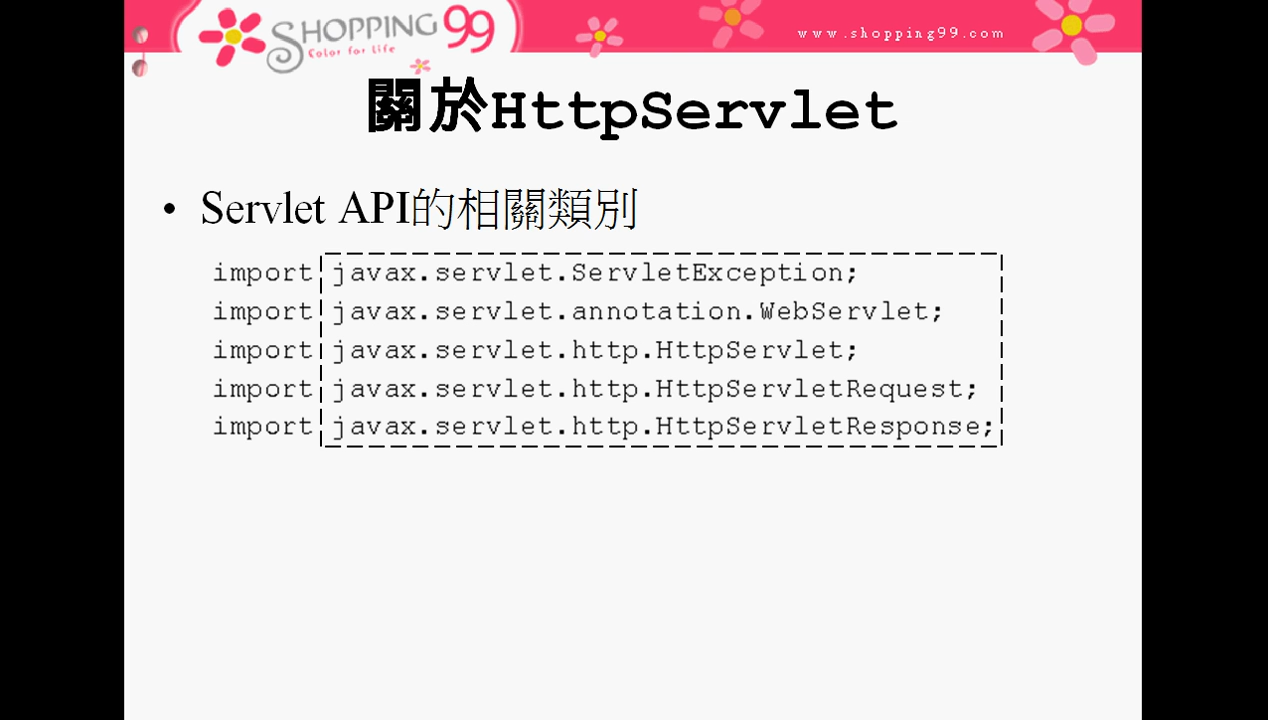 SHOPPING 99
Color for Life
www.shopping99.com
關於HttpServlet
• Servlet API的相關類別
import javax.servlet.ServletException;
import javax.servlet.annotation.WebServlet;
import javax.servlet.http.HttpServlet;
import javax.servlet.http.HttpServletRequest;
import javax.servlet.http.HttpServletResponse;